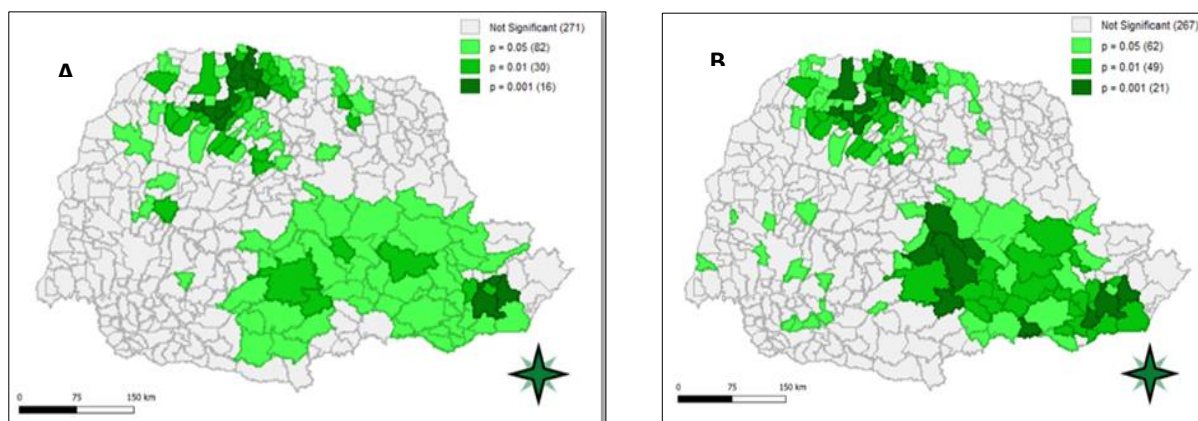 A
Not Significant (271)
p = 0.05 (82)
p = 0.01 (30)
p = 0.001 (16)
0 75 150 km
B
Not Significant (267)
p = 0.05 (62)
p = 0.01 (49)
p = 0.001 (21)
0 75 150 km